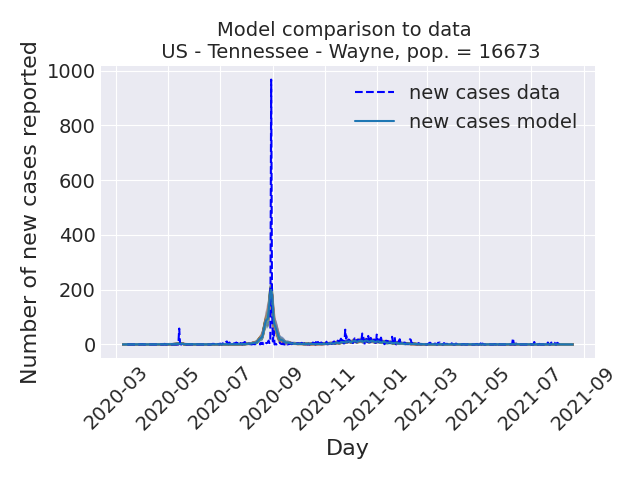 Model comparison to data
US - Tennessee - Wayne, pop. = 16673
Number of new cases reported
1000
800
600
400
200
0
new cases data
new cases model
2020-03
2020-05
2020-07
2020-09
2020-11
2021-01
2021-03
2021-05
2021-07
2021-09
Day